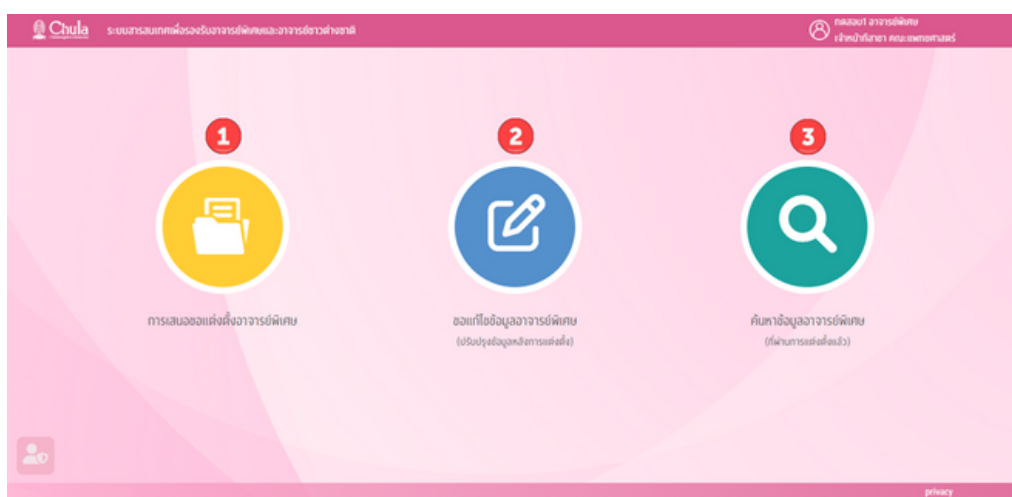 Chula
ระบบสารสนเทศเพื่อรองรับอาจารย์พิเศษและอาจารย์ชาวต่างชาติ
ทดสอบ1 อาจารย์พิเศษ
เจ้าหน้าที่สาขา คณะแพทยศาสตร์
1
2
3
การเสนอขอแต่งตั้งอาจารย์พิเศษ
ขอแก้ไขข้อมูลอาจารย์พิเศษ
ค้นหาข้อมูลอาจารย์พิเศษ
(ปรับปรุงข้อมูลหลังการแต่งตั้ง)
(ที่ผ่านการแต่งตั้งแล้ว)
privacy